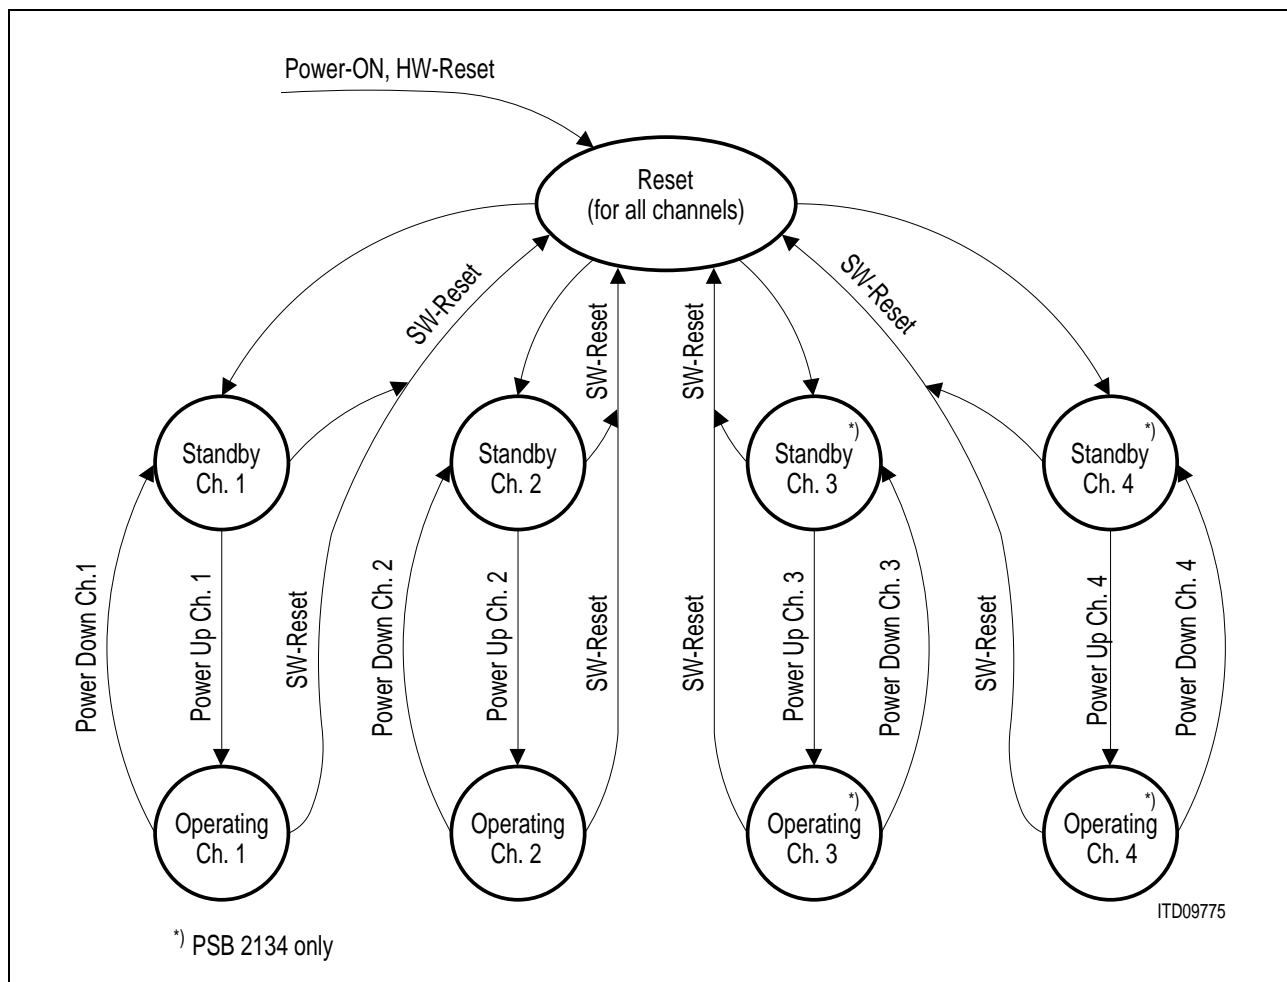 Power-ON, HW-Reset
Reset
(for all channels)
SW-Reset
SW-Reset
SW-Reset
SW-Reset
Standby
Ch. 1
Standby
Ch. 2
*)
Standby
Ch. 3
*)
Standby
Ch. 4
Power Down Ch.1
Power Up Ch. 1
SW-Reset
Power Down Ch. 2
Power Up Ch. 2
SW-Reset
SW-Reset
Power Up Ch. 3
Power Down Ch. 3
SW-Reset
Power Up Ch. 4
Power Down Ch. 4
Operating
Ch. 1
Operating
Ch. 2
*)
Operating
Ch. 3
*)
Operating
Ch. 4
ITD09775
*) PSB 2134 only